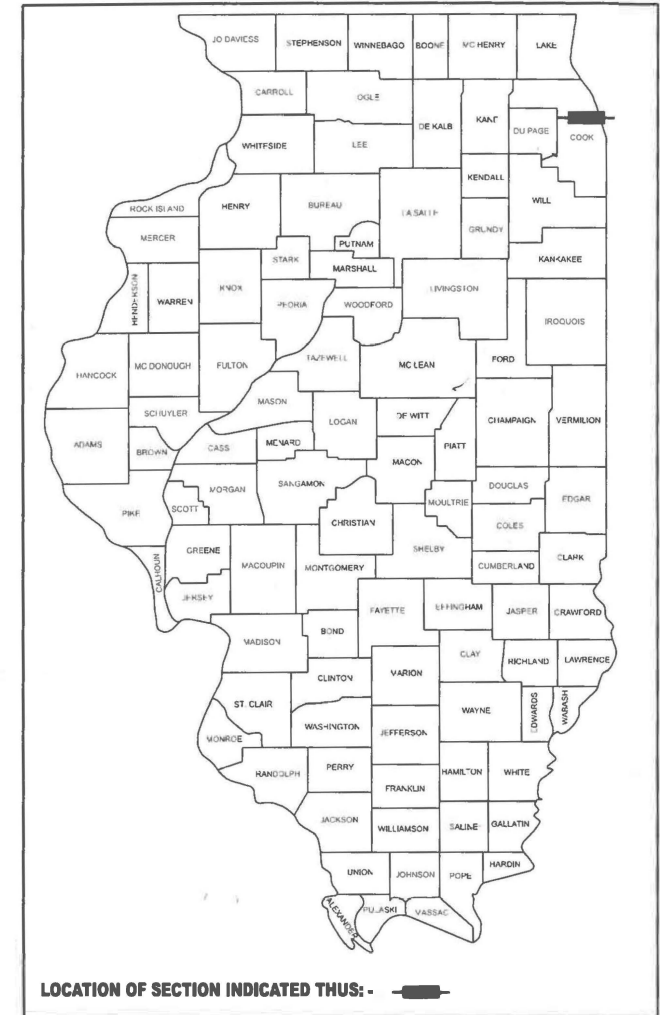 JO DAVIESS STEPHENSON WINNEBAGO BOONE MC HENRY LAKE
CARROLL OGLE
DE KALB KANE DU PAGE COOK
WHITESIDE LEE
KENDALL
ROCK ISLAND HENRY BUREAU LA SALLE WILL
MERCER PUTNAM GRUNDY
STARK MARSHALL KANKAKEE
HENDERSON WARREN KNOX PEORIA WOODFORD LIVINGSTON IROQUOIS
HANCOCK MC DONOUGH FULTON TAZEWELL MC LEAN FORD
MASON
SCHUYLER LOGAN DE WITT CHAMPAIGN VERMILION
ADAMS BROWN CASS MENARD MACON PIATT
MORGAN SANGAMON DOUGLAS EDGAR
PIKE SCOTT CHRISTIAN MOULTRIE COLES
CALHOUN GREENE MACOUPIN MONTGOMERY SHELBY CUMBERLAND CLARK
JERSEY FAYETTE EFFINGHAM JASPER CRAWFORD
MADISON BOND
CLINTON MARION CLAY RICHLAND LAWRENCE
ST. CLAIR WASHINGTON JEFFERSON WAYNE EDWARDS WABASH
MONROE
RANDOLPH PERRY FRANKLIN HAMILTON WHITE
JACKSON WILLIAMSON SALINE GALLATIN
UNION JOHNSON POPE HARDIN
ALEXANDER PULASKI MASSAC
LOCATION OF SECTION INDICATED THUS: -